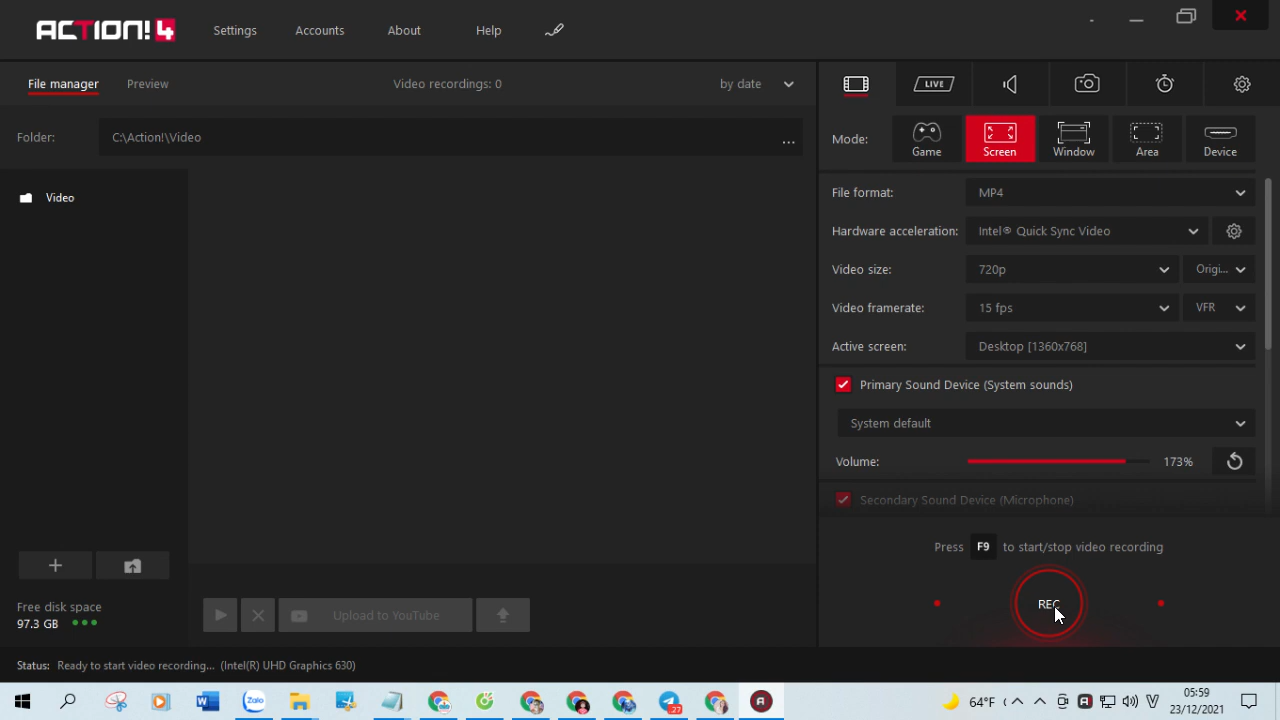 ACTION! 4 Settings Accounts About Help
File manager Preview Video recordings: 0 by date LIVE
Folder: C:\Action!\Video ...
Video
Mode: Game Screen Window Area Device
File format: MP4
Hardware acceleration: Intel® Quick Sync Video
Video size: 720p Origi...
Video framerate: 15 fps VFR
Active screen: Desktop [1360x768]
Primary Sound Device (System sounds)
System default
Volume: 173%
Secondary Sound Device (Microphone)
Press F9 to start/stop video recording
REC
Free disk space
97.3 GB
Upload to YouTube
Status: Ready to start video recording... (Intel(R) UHD Graphics 630)
Zalo
27
64°F
05:59
23/12/2021